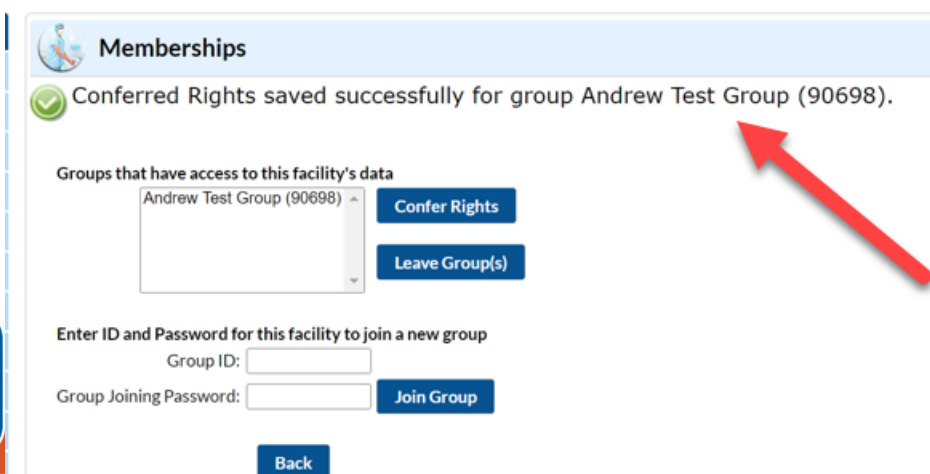 Memberships
Conferred Rights saved successfully for group Andrew Test Group (90698).
Groups that have access to this facility's data
Andrew Test Group (90698)
Confer Rights
Leave Group(s)
Enter ID and Password for this facility to join a new group
Group ID:
Group Joining Password:
Join Group
Back